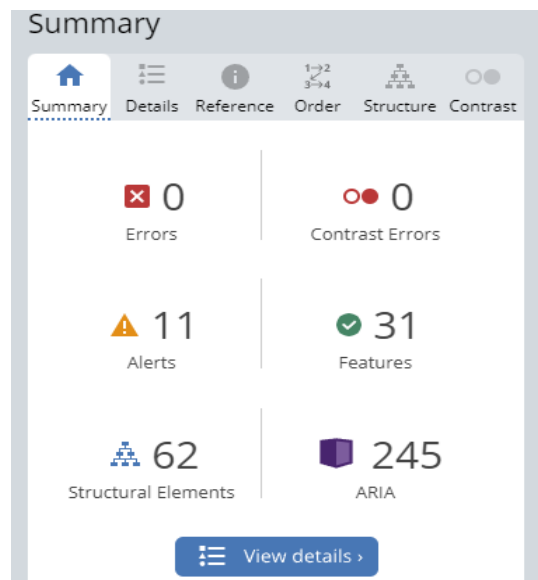 Summary
1→2
3→4
Summary Details Reference Order Structure Contrast
0 0
Errors Contrast Errors
11 31
Alerts Features
62 245
Structural Elements ARIA
View details ›